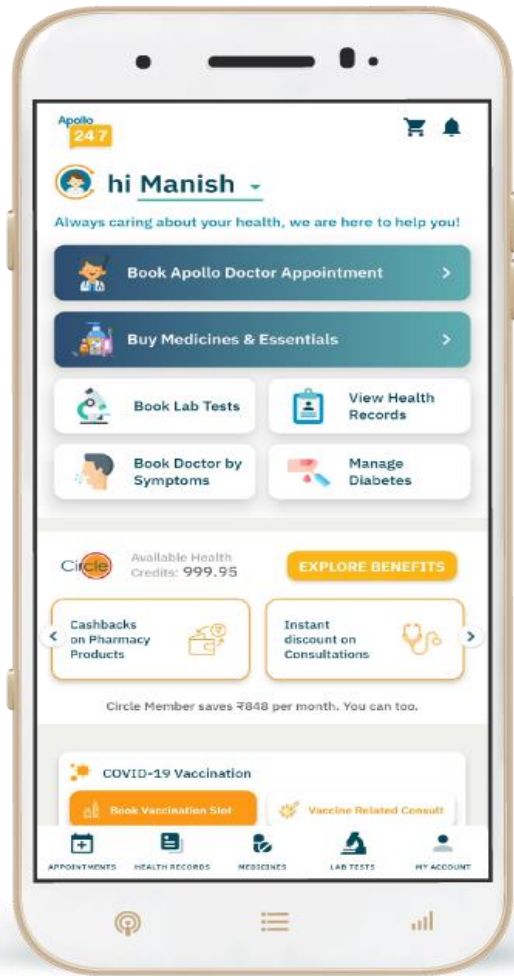 Apollo
24|7
hi Manish
Always caring about your health, we are here to help you!
Book Apollo Doctor Appointment
Buy Medicines & Essentials
Book Lab Tests
View Health
Records
Book Doctor by
Symptoms
Manage
Diabetes
Circle
Available Health
Credits: 999.95
EXPLORE BENEFITS
Cashbacks
on Pharmacy
Products
Instant
discount on
Consultations
Circle Member saves ₹848 per month. You can too.
COVID-19 Vaccination
Book Vaccination Slot
Vaccine Related Consult
APPOINTMENTS
HEALTH RECORDS
MEDICINES
LAB TESTS
MY ACCOUNT